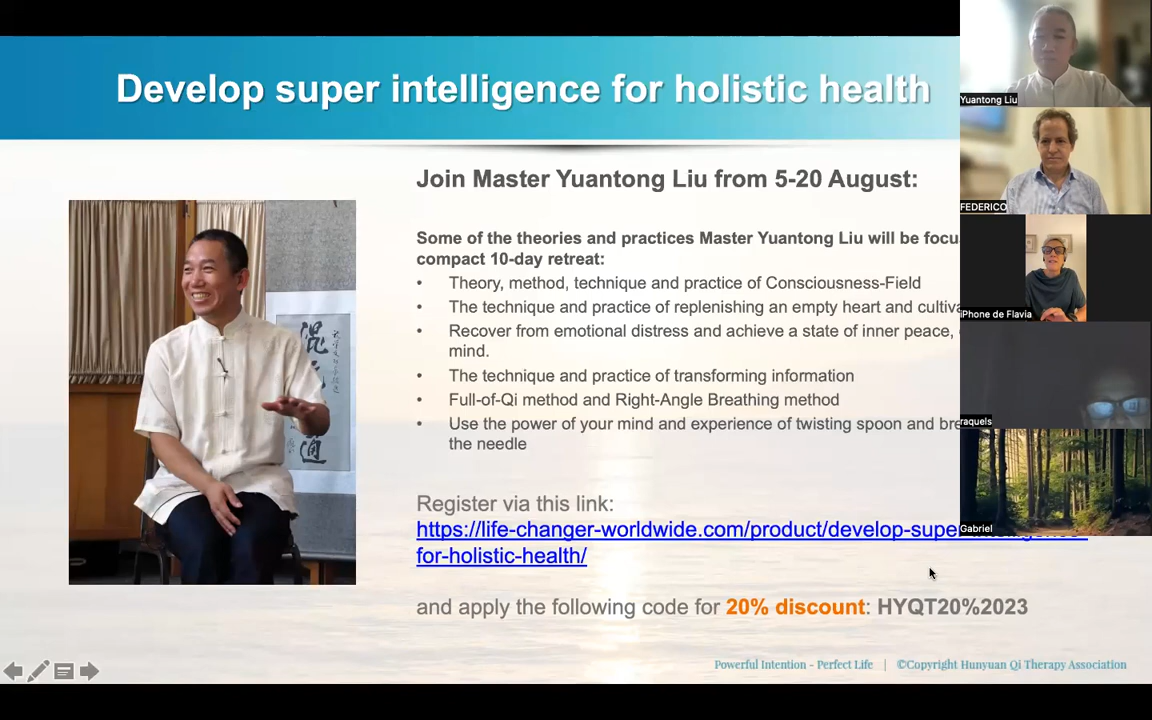 Develop super intelligence for holistic health
Join Master Yuantong Liu from 5-20 August:
Some of the theories and practices Master Yuantong Liu will be
compact 10-day retreat:
• Theory, method, technique and practice of Consciousness-Field
• The technique and practice of replenishing an empty heart and
• Recover from emotional distress and achieve a state of inner peace,
mind.
• The technique and practice of transforming information
• Full-of-Qi method and Right-Angle Breathing method
• Use the power of your mind and experience of twisting spoon and
the needle
Register via this link:
https://life-changer-worldwide.com/product/develop-supe
for-holistic-health/
and apply the following code for 20% discount: HYQT20%2023
Powerful Intention - Perfect Life | ©Copyright Hunyuan Qi Therapy Association
Yuantong Liu
FEDERICO
iPhone de Flavia
raquels
Gabriel
混元